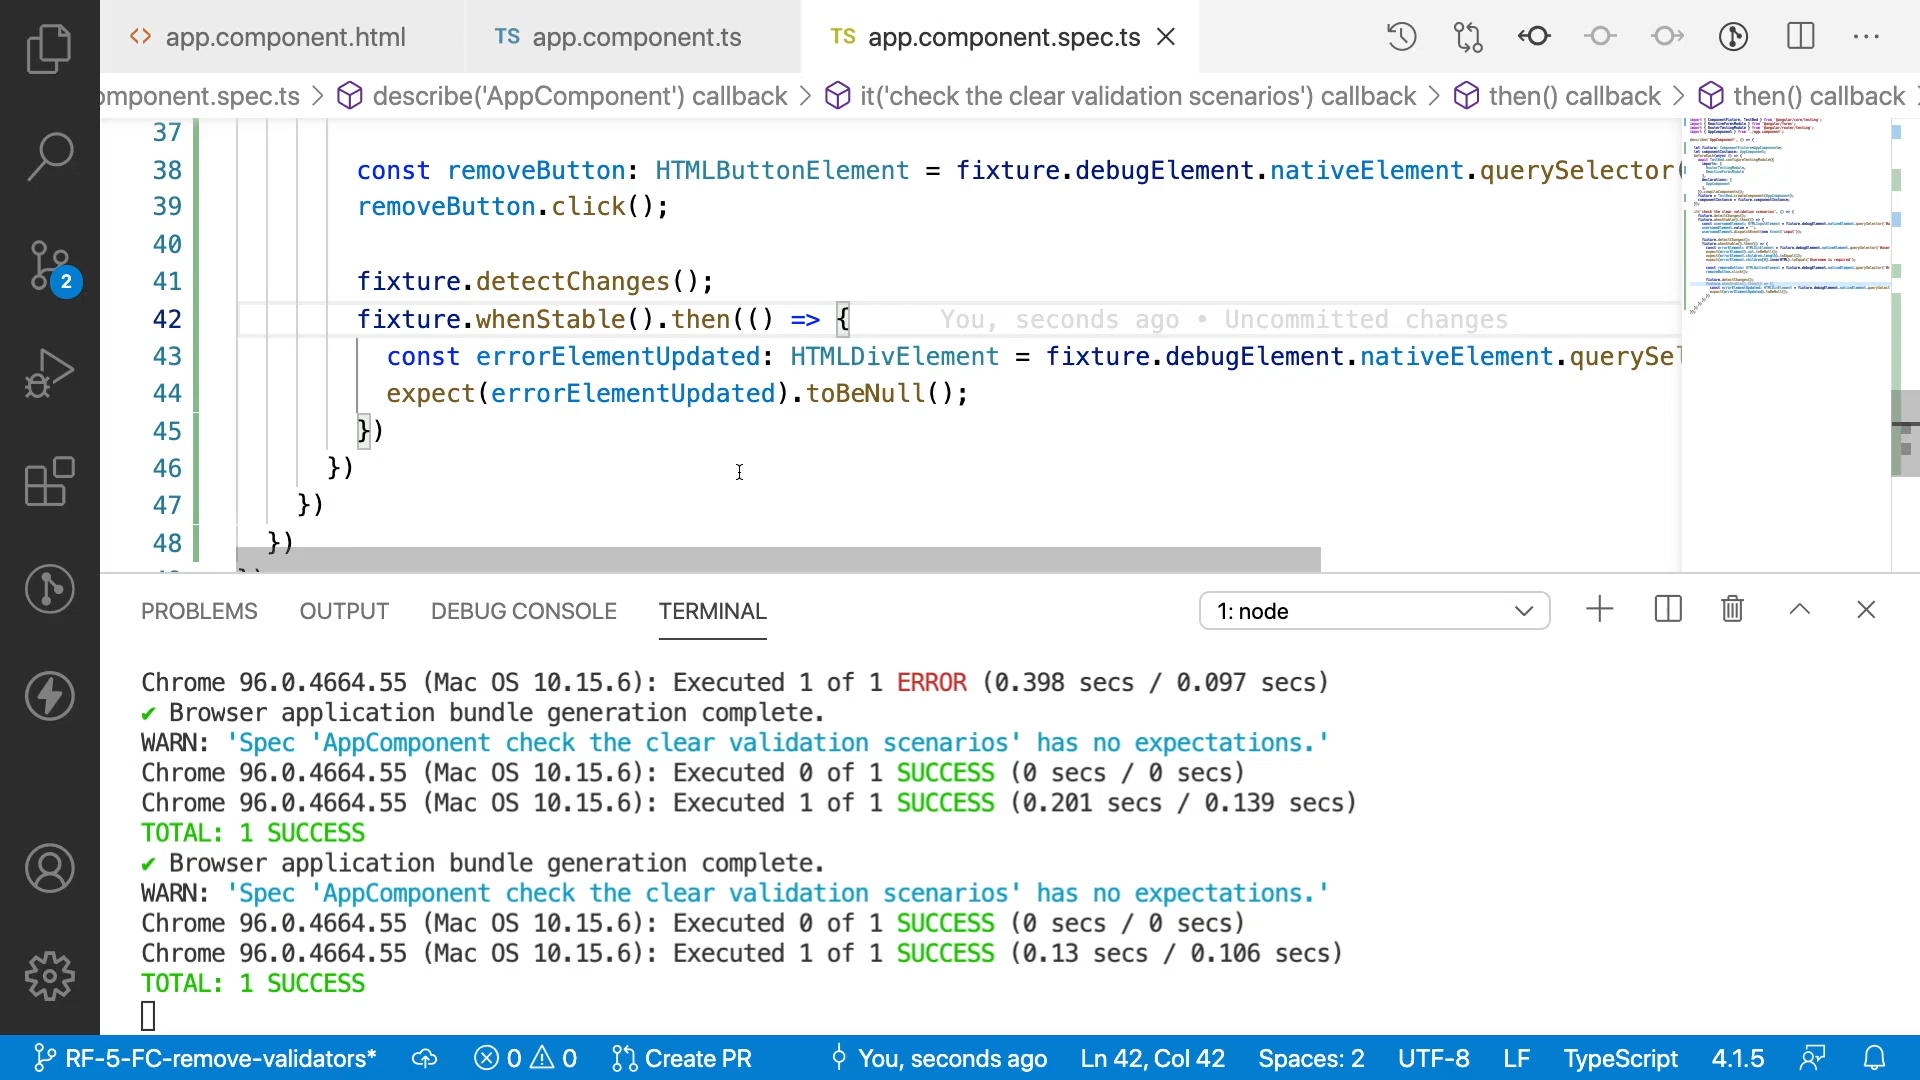 app.component.html
TS app.component.ts
TS app.component.spec.ts
omponent.spec.ts > describe('AppComponent') callback > it('check the clear validation scenarios') callback > then() callback > then() callback
37
38 const removeButton: HTMLButtonElement = fixture.debugElement.nativeElement.querySelector(
39 removeButton.click();
40
41 fixture.detectChanges();
42 fixture.whenStable().then(() => { You, seconds ago • Uncommitted changes
43 const errorElementUpdated: HTMLDivElement = fixture.debugElement.nativeElement.querySel
44 expect(errorElementUpdated).toBeNull();
45 })
46 })
47 })
48 })
2
PROBLEMS OUTPUT DEBUG CONSOLE TERMINAL 1: node
Chrome 96.0.4664.55 (Mac OS 10.15.6): Executed 1 of 1 ERROR (0.398 secs / 0.097 secs)
✔ Browser application bundle generation complete.
WARN: 'Spec 'AppComponent check the clear validation scenarios' has no expectations.'
Chrome 96.0.4664.55 (Mac OS 10.15.6): Executed 0 of 1 SUCCESS (0 secs / 0 secs)
Chrome 96.0.4664.55 (Mac OS 10.15.6): Executed 1 of 1 SUCCESS (0.201 secs / 0.139 secs)
TOTAL: 1 SUCCESS
✔ Browser application bundle generation complete.
WARN: 'Spec 'AppComponent check the clear validation scenarios' has no expectations.'
Chrome 96.0.4664.55 (Mac OS 10.15.6): Executed 0 of 1 SUCCESS (0 secs / 0 secs)
Chrome 96.0.4664.55 (Mac OS 10.15.6): Executed 1 of 1 SUCCESS (0.13 secs / 0.106 secs)
TOTAL: 1 SUCCESS
RF-5-FC-remove-validators* 0 0 Create PR You, seconds ago Ln 42, Col 42 Spaces: 2 UTF-8 LF TypeScript 4.1.5